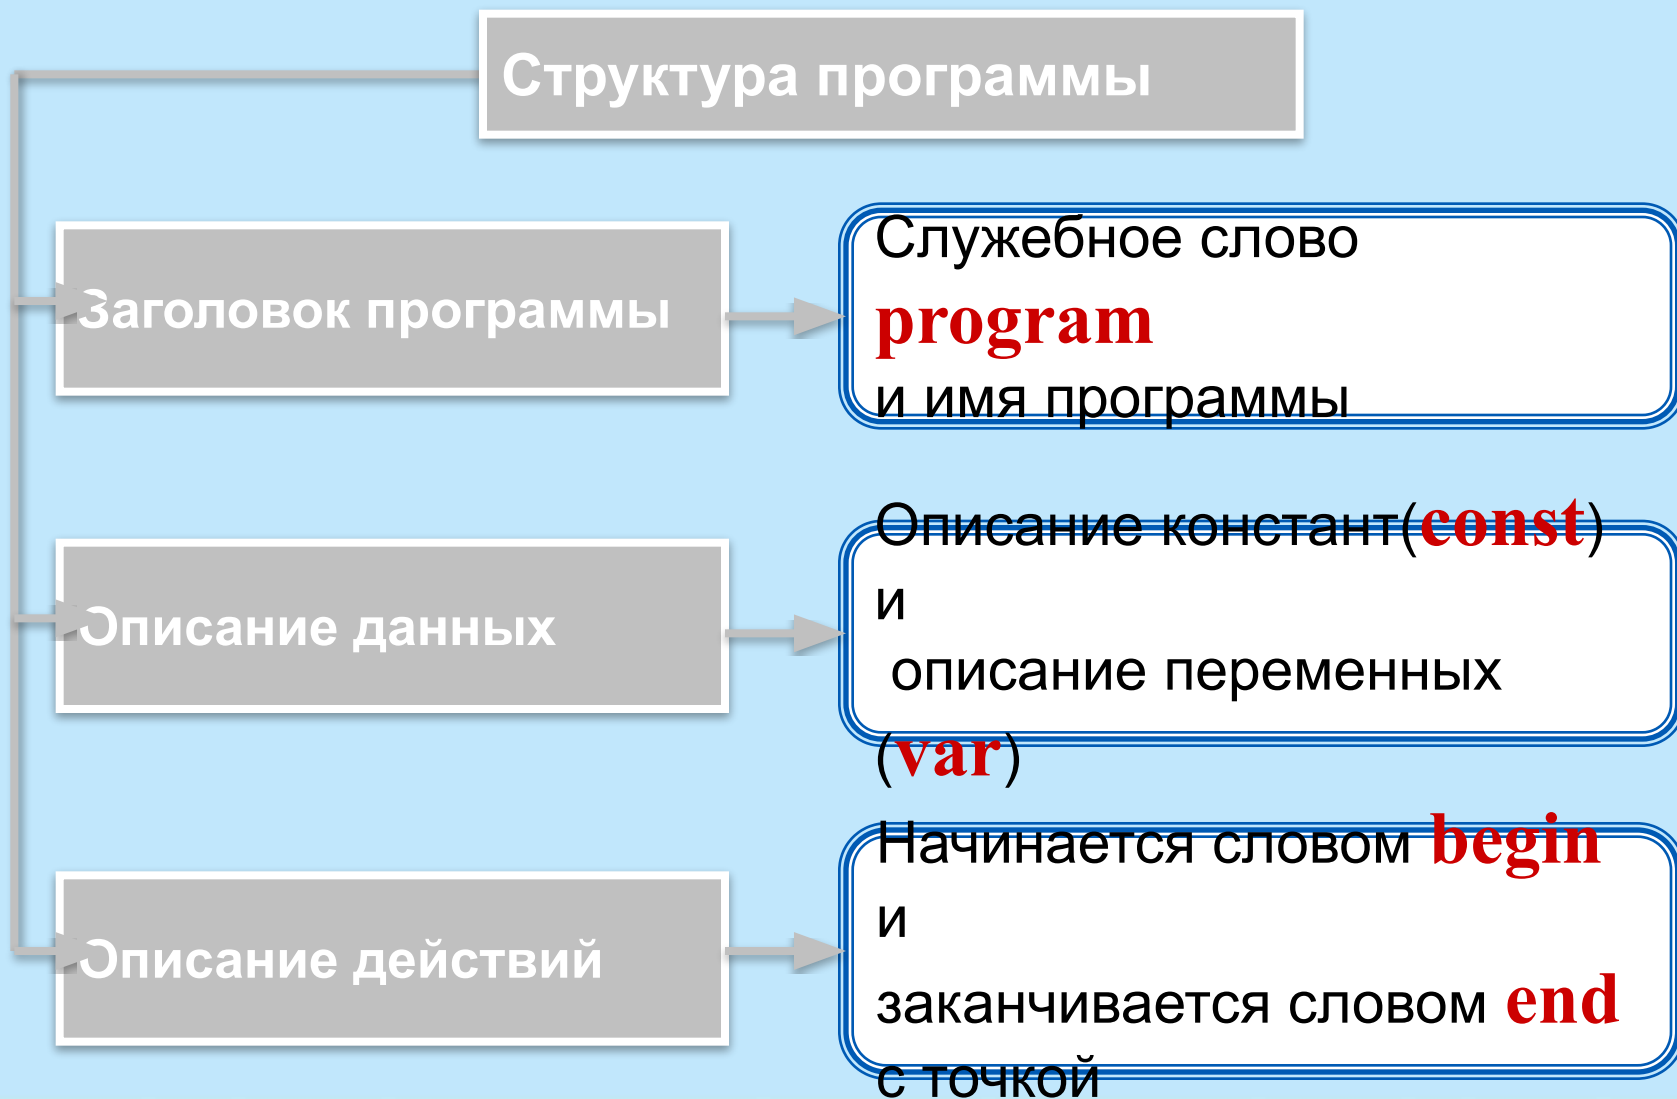 Структура программы
Заголовок программы
Служебное слово
program
и имя программы
Описание данных
Описание констант(const)
и
описание переменных
(var)
Описание действий
Начинается словом begin
и
заканчивается словом end
с точкой